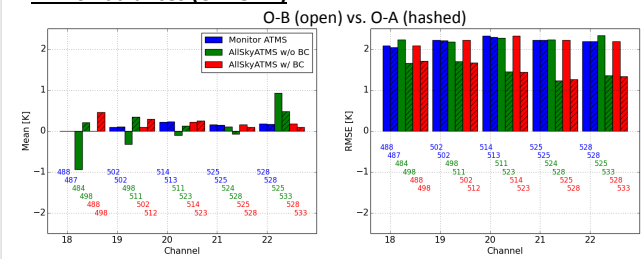 O-B (open) vs. O-A (hashed)
Mean [K]
2
1
0
−1
−2
Monitor ATMS
AllSkyATMS w/o BC
AllSkyATMS w/ BC
488 502 514 525 528
487 502 513 525 528
484 498 511 524 525
498 511 523 528 533
488 502 514 525 528
498 512 523 528 533
18 19 20 21 22
Channel
RMSE [K]
2
1
0
−1
−2
488 502 514 525 528
487 502 513 525 528
484 498 511 524 525
498 511 523 528 533
488 502 514 525 528
498 512 523 528 533
18 19 20 21 22
Channel